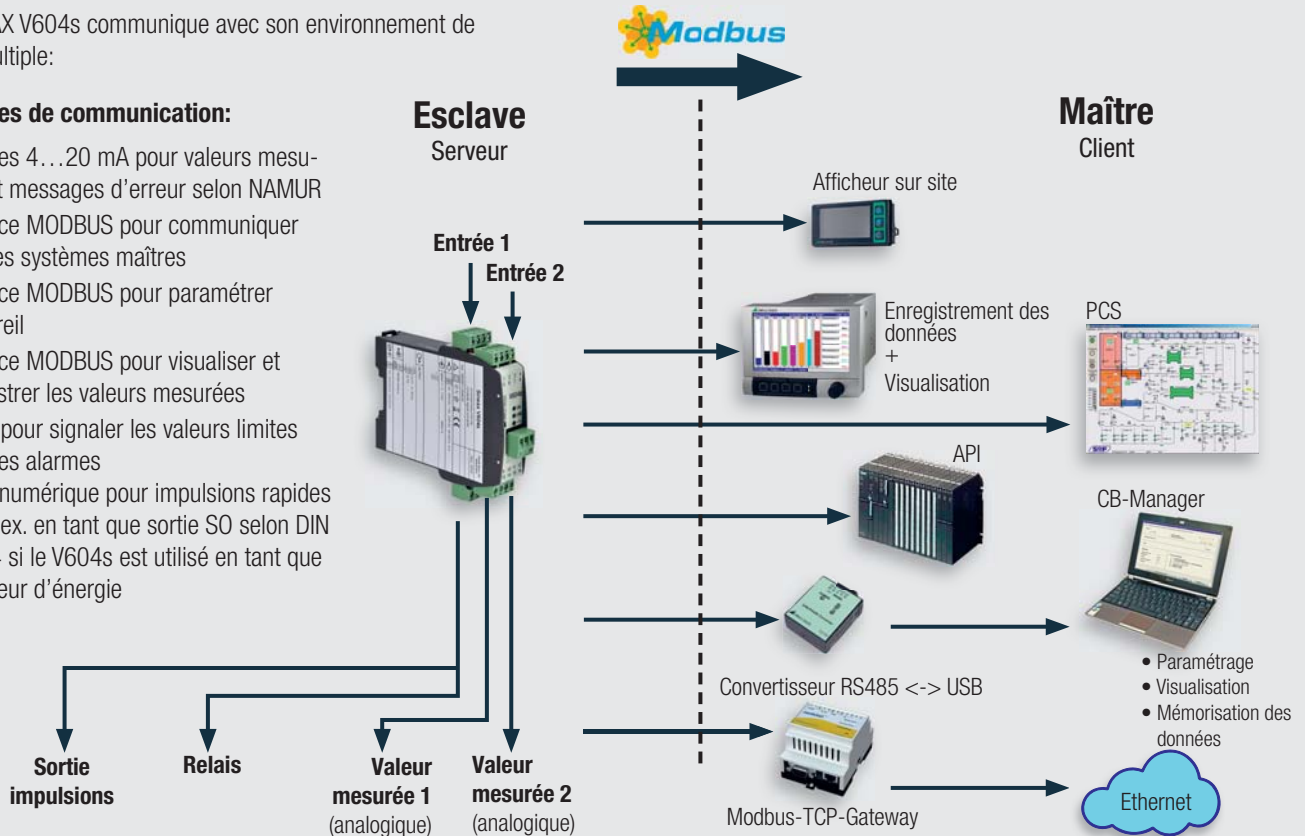 AX V604s communique avec son environnement de
ultiple:
es de communication:
es 4…20 mA pour valeurs mesu-
t messages d'erreur selon NAMUR
ce MODBUS pour communiquer
es systèmes maîtres
ce MODBUS pour paramétrer
reil
ce MODBUS pour visualiser et
strer les valeurs mesurées
pour signaler les valeurs limites
es alarmes
numérique pour impulsions rapides
ex. en tant que sortie SO selon DIN
si le V604s est utilisé en tant que
eur d'énergie
Modbus
Esclave
Serveur
Maître
Client
Entrée 1
Entrée 2
Afficheur sur site
Enregistrement des
données
+
Visualisation
PCS
API
CB-Manager
Convertisseur RS485 <-> USB
• Paramétrage
• Visualisation
• Mémorisation des
données
Modbus-TCP-Gateway
Ethernet
Sortie
impulsions
Relais
Valeur
mesurée 1
(analogique)
Valeur
mesurée 2
(analogique)